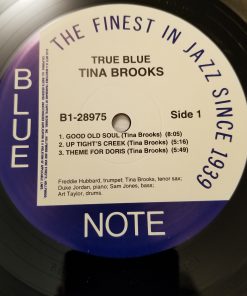 THE FINEST IN JAZZ SINCE 1939
TRUE BLUE
TINA BROOKS
B1-28975
Side 1
1. GOOD OLD SOUL (Tina Brooks) (8:05)
2. UP TIGHT'S CREEK (Tina Brooks) (5:16)
3. THEME FOR DORIS (Tina Brooks) (5:49)
Freddie Hubbard, trumpet; Tina Brooks, tenor sax;
Duke Jordan, piano; Sam Jones, bass;
Art Taylor, drums.
BLUE
NOTE